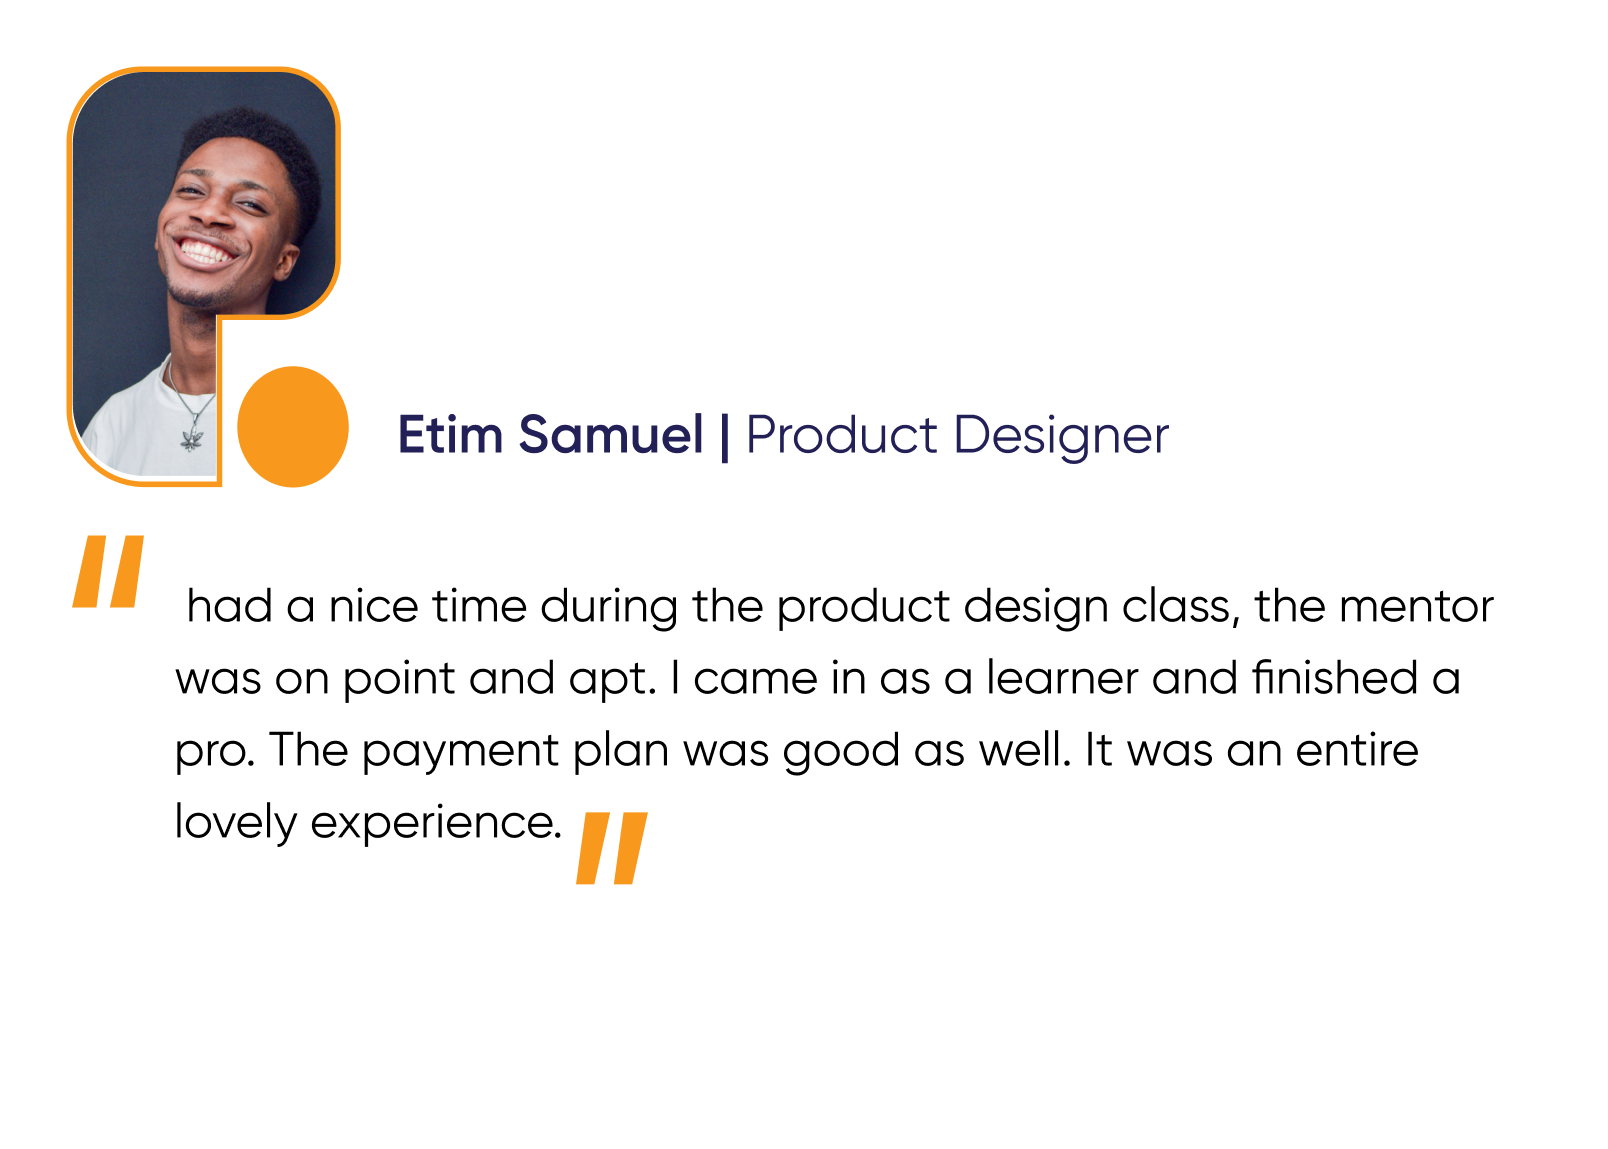 Etim Samuel | Product Designer
" had a nice time during the product design class, the mentor
was on point and apt. I came in as a learner and finished a
pro. The payment plan was good as well. It was an entire
lovely experience. "